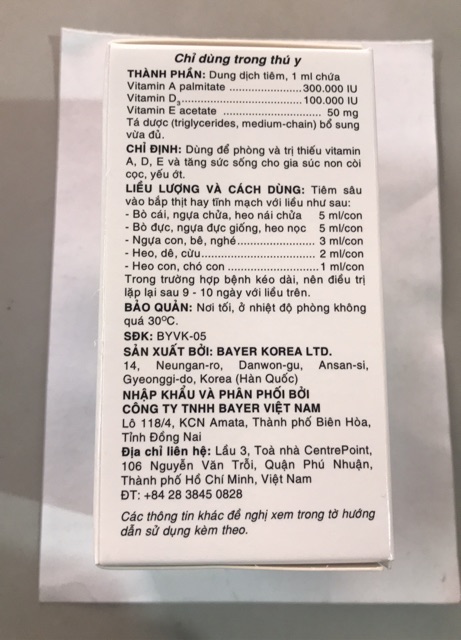 Chỉ dùng trong thú y
THÀNH PHẦN: Dung dịch tiêm, 1 ml chứa
Vitamin A palmitate ....................300.000 IU
Vitamin D3..................................100.000 IU
Vitamin E acetate ............................ 50 mg
Tá dược (triglycerides, medium-chain) bổ sung
vừa đủ.
CHỈ ĐỊNH: Dùng để phòng và trị thiếu vitamin
A, D, E và tăng sức sống cho gia súc non còi
cọc, yếu ớt.
LIỀU LƯỢNG VÀ CÁCH DÙNG: Tiêm sâu
vào bắp thịt hay tĩnh mạch với liều như sau:
- Bò cái, ngựa chửa, heo nái chửa 5 ml/con
- Bò đực, ngựa đực giống, heo nọc 5 ml/con
- Ngựa con, bê, nghé....................... 3 ml/con
- Heo, dê, cừu.................................. 2 ml/con
- Heo con, chó con ..........................1 ml/con
Trong trường hợp bệnh kéo dài, nên điều trị
lặp lại sau 9 - 10 ngày với liều trên.
BẢO QUẢN: Nơi tối, ở nhiệt độ phòng không
quá 30ºC.
SĐK: BYVK-05
SẢN XUẤT BỞI: BAYER KOREA LTD.
14, Neungan-ro, Danwon-gu, Ansan-si,
Gyeonggi-do, Korea (Hàn Quốc)
NHẬP KHẨU VÀ PHÂN PHỐI BỞI
CÔNG TY TNHH BAYER VIỆT NAM
Lô 118/4, KCN Amata, Thành phố Biên Hòa,
Tỉnh Đồng Nai
Địa chỉ liên hệ: Lầu 3, Toà nhà CentrePoint,
106 Nguyễn Văn Trỗi, Quận Phú Nhuận,
Thành phố Hồ Chí Minh, Việt Nam
ĐT: +84 28 3845 0828
Các thông tin khác đề nghị xem trong tờ hướng
dẫn sử dụng kèm theo.